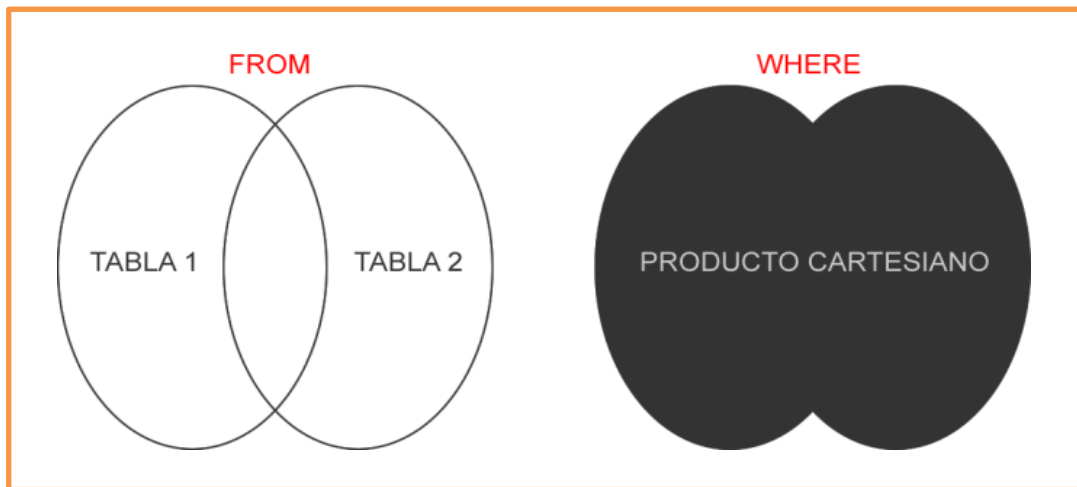 FROM
WHERE
TABLA 1
TABLA 2
PRODUCTO CARTESIANO